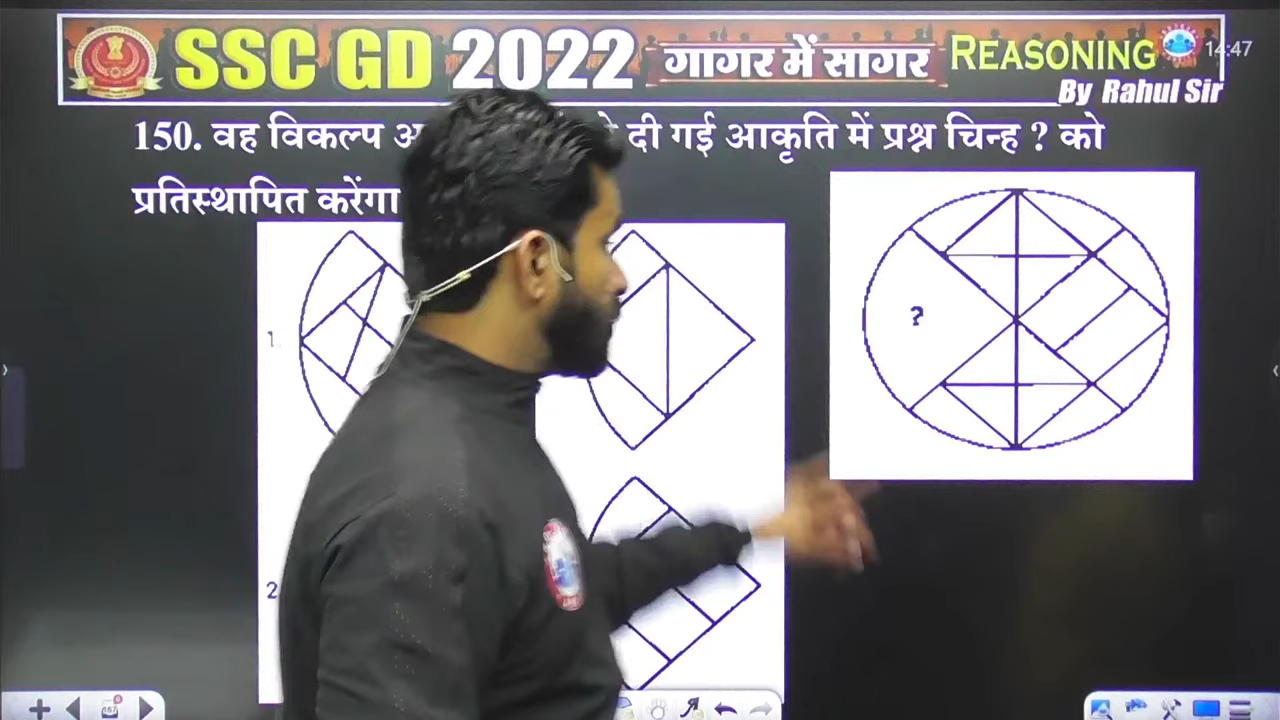 SSC GD 2022 गागर में सागर REASONING 14:47
By Rahul Sir
150. वह विकल्प दी गई आकृति में प्रश्न चिन्ह ? को
प्रतिस्थापित करेंगा
?
1.
2